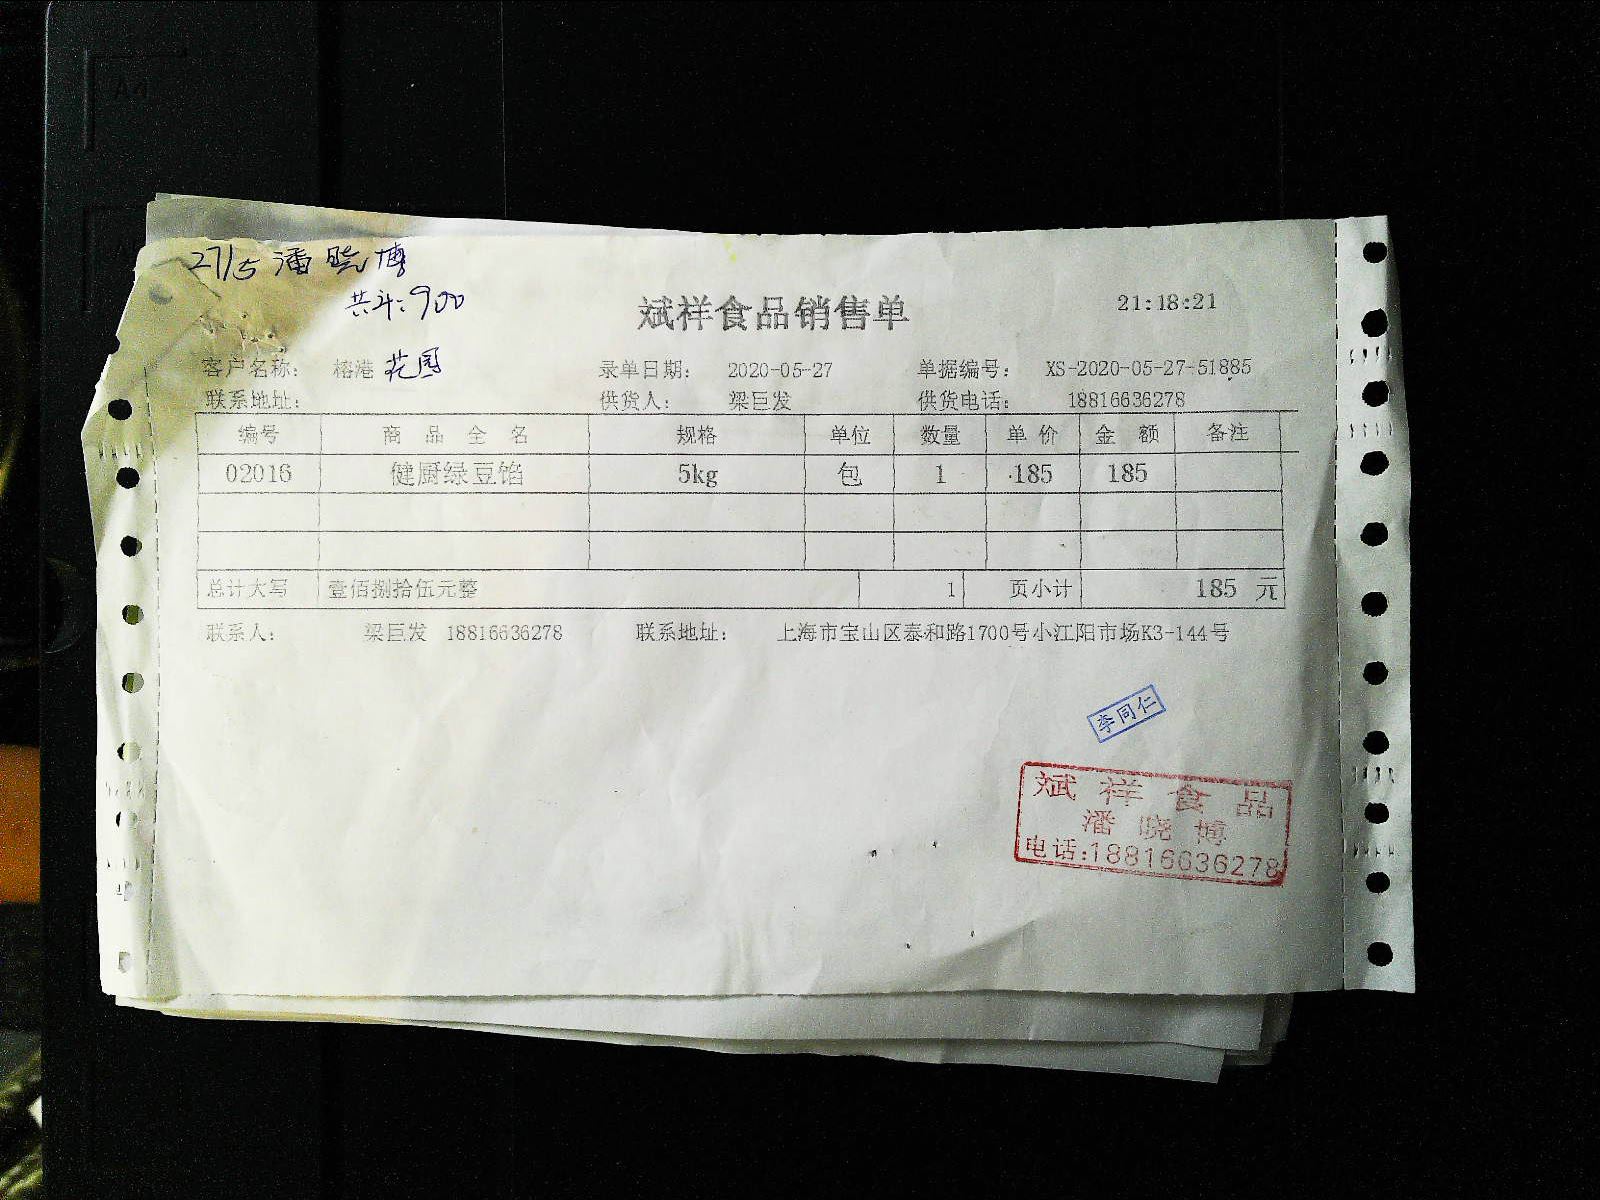 27/5 潘晓博
共计:900
斌祥食品销售单
21:18:21
客户名称: 榕港 花园 录单日期: 2020-05-27 单据编号: XS-2020-05-27-51885
联系地址: 供货人: 梁巨发 供货电话: 18816636278
编号 商品全名 规格 单位 数量 单价 金额 备注
02016 健厨绿豆馅 5kg 包 1 185 185
总计大写 壹佰捌拾伍元整 1 页小计 185 元
联系人: 梁巨发 18816636278 联系地址: 上海市宝山区泰和路1700号小江阳市场K3-144号
李同仁
斌祥食品
潘晓博
电话:18816636278